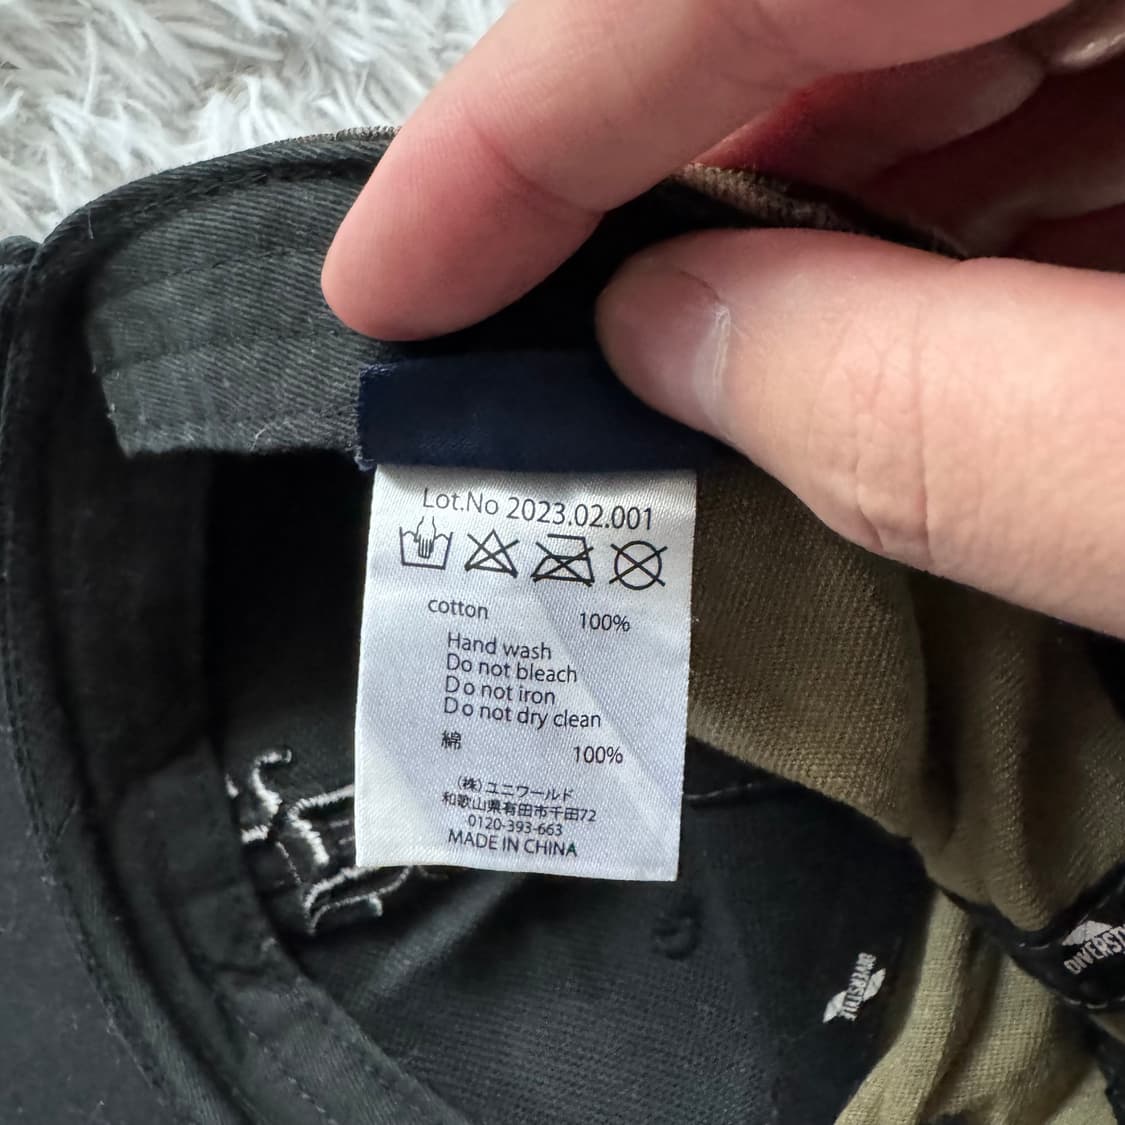 Lot.No 2023.02.001
cotton 100%
Hand wash
Do not bleach
Do not iron
Do not dry clean
綿 100%
(株)ユニワールド
和歌山県有田市千田72
0120-393-663
MADE IN CHINA